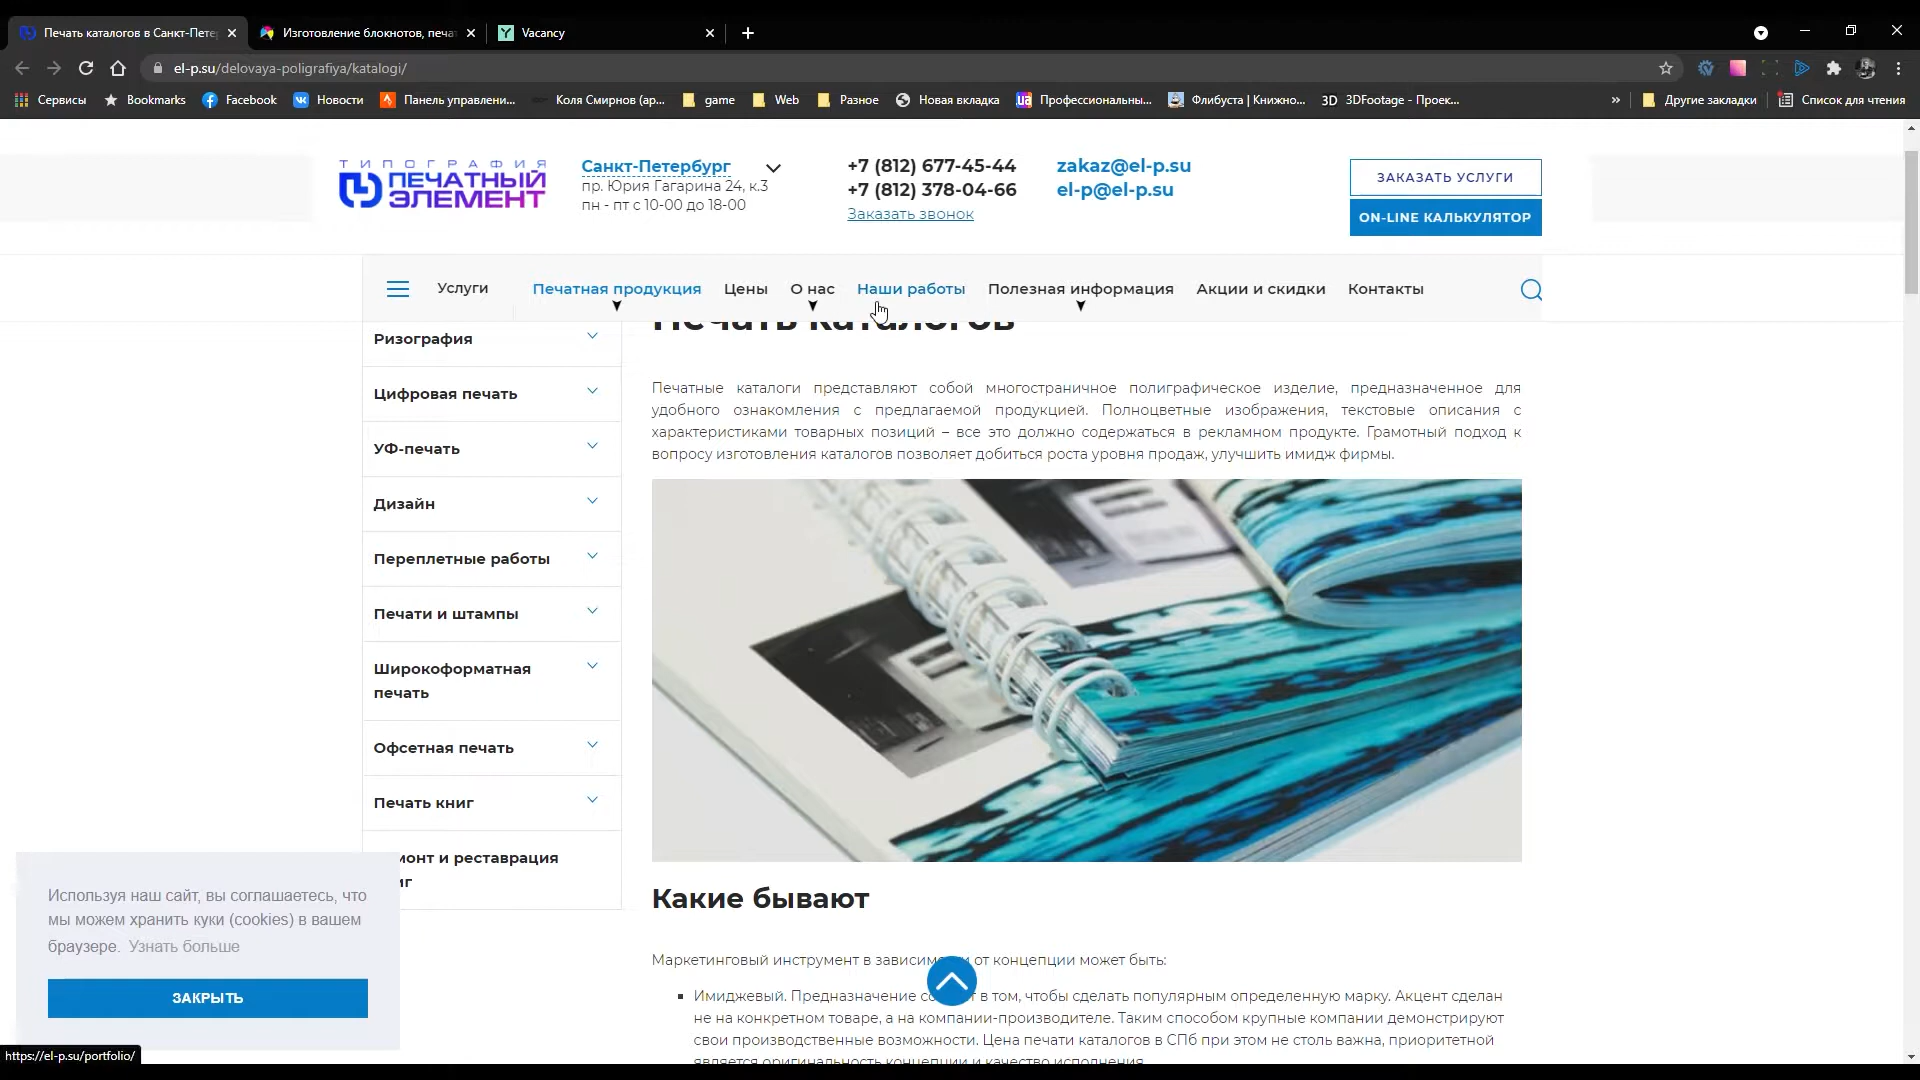 Печать каталогов в Санкт-Пете
Изготовление блокнотов, печат
Vacancy
el-p.su/delovaya-poligrafiya/katalogi/
Сервисы
Bookmarks
Facebook
Новости
Панель управлени...
Коля Смирнов (ар...
game
Web
Разное
Новая вкладка
Профессиональны...
Флибуста | Книжно...
3D 3DFootage - Проек...
»
Другие закладки
Список для чтения
ТИПОГРАФИЯ
ПЕЧАТНЫЙ
ЭЛЕМЕНТ
Санкт-Петербург
пр. Юрия Гагарина 24, к.3
пн - пт с 10-00 до 18-00
+7 (812) 677-45-44
+7 (812) 378-04-66
Заказать звонок
zakaz@el-p.su
el-p@el-p.su
ЗАКАЗАТЬ УСЛУГИ
ON-LINE КАЛЬКУЛЯТОР
Услуги
Печатная продукция
Цены
О нас
Наши работы
Полезная информация
Акции и скидки
Контакты
Ризография
Цифровая печать
УФ-печать
Дизайн
Переплетные работы
Печати и штампы
Широкоформатная
печать
Офсетная печать
Печать книг
монт и реставрация
иг
Печать каталогов
Печатные каталоги представляют собой многостраничное полиграфическое изделие, предназначенное для
удобного ознакомления с предлагаемой продукцией. Полноцветные изображения, текстовые описания с
характеристиками товарных позиций – все это должно содержаться в рекламном продукте. Грамотный подход к
вопросу изготовления каталогов позволяет добиться роста уровня продаж, улучшить имидж фирмы.
Какие бывают
Маркетинговый инструмент в зависим и от концепции может быть:
Имиджевый. Предназначение со т в том, чтобы сделать популярным определенную марку. Акцент сделан
не на конкретном товаре, а на компании-производителе. Таким способом крупные компании демонстрируют
свои производственные возможности. Цена печати каталогов в СПб при этом не столь важна, приоритетной
является оригинальность концепции и качество исполнения.
Используя наш сайт, вы соглашаетесь, что
мы можем хранить куки (cookies) в вашем
браузере. Узнать больше
ЗАКРЫТЬ
https://el-p.su/portfolio/